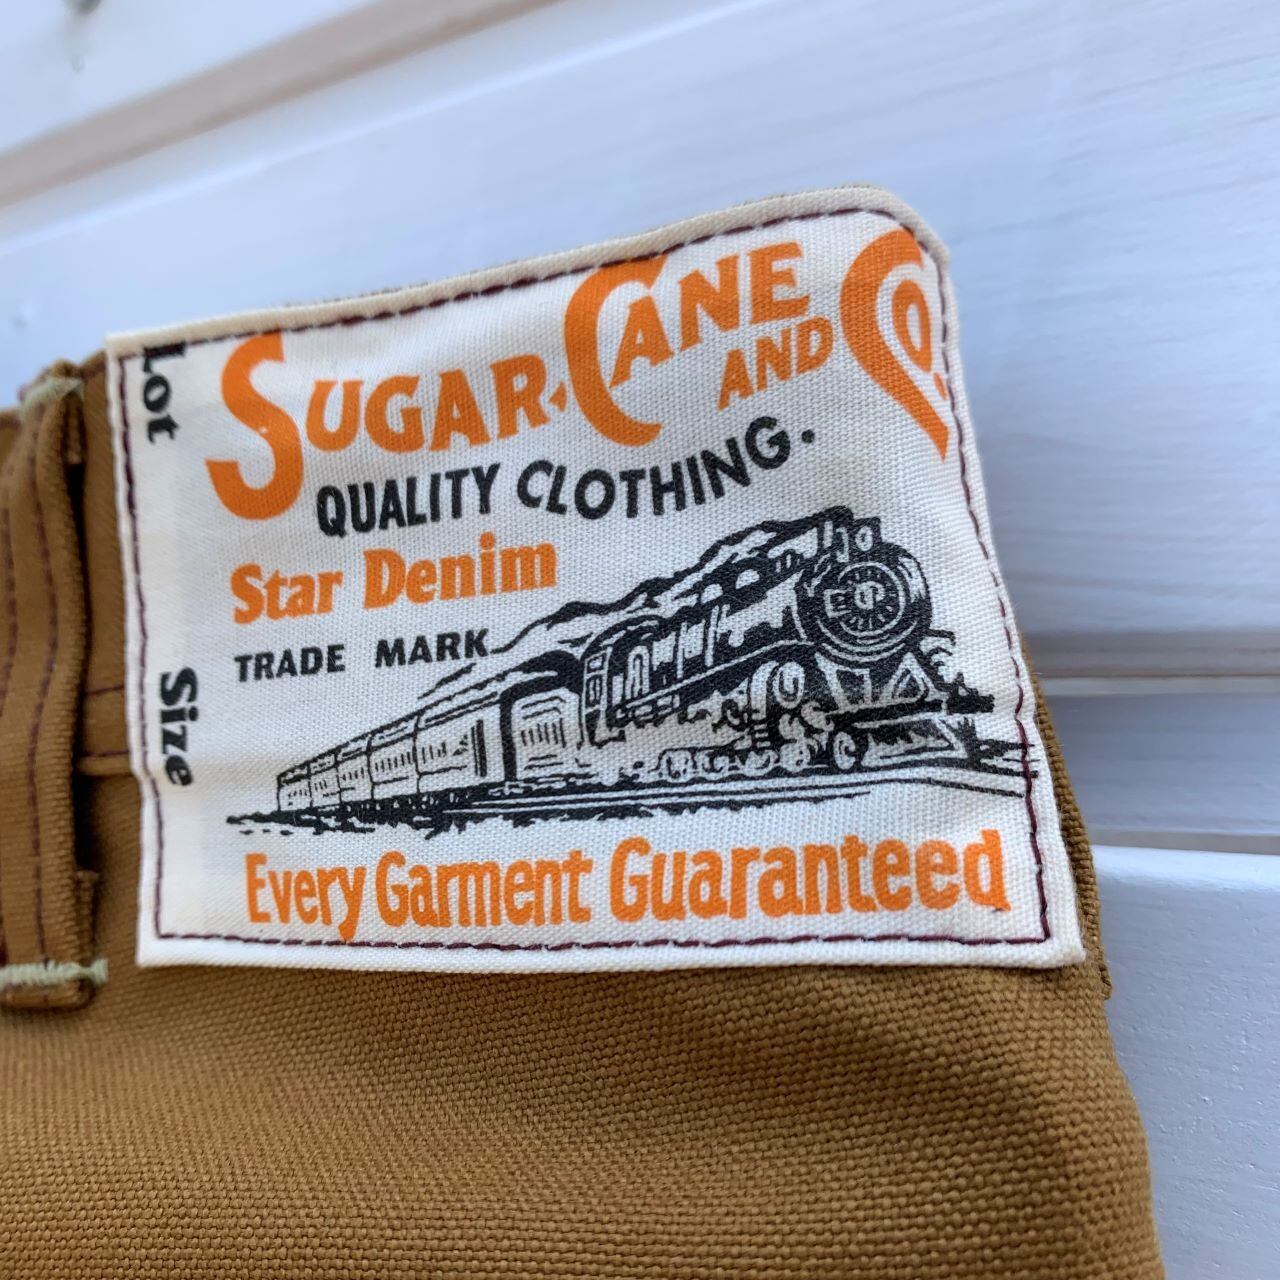 Lot
Size
SUGAR CANE AND CO.
QUALITY CLOTHING.
Star Denim
TRADE MARK
Every Garment Guaranteed